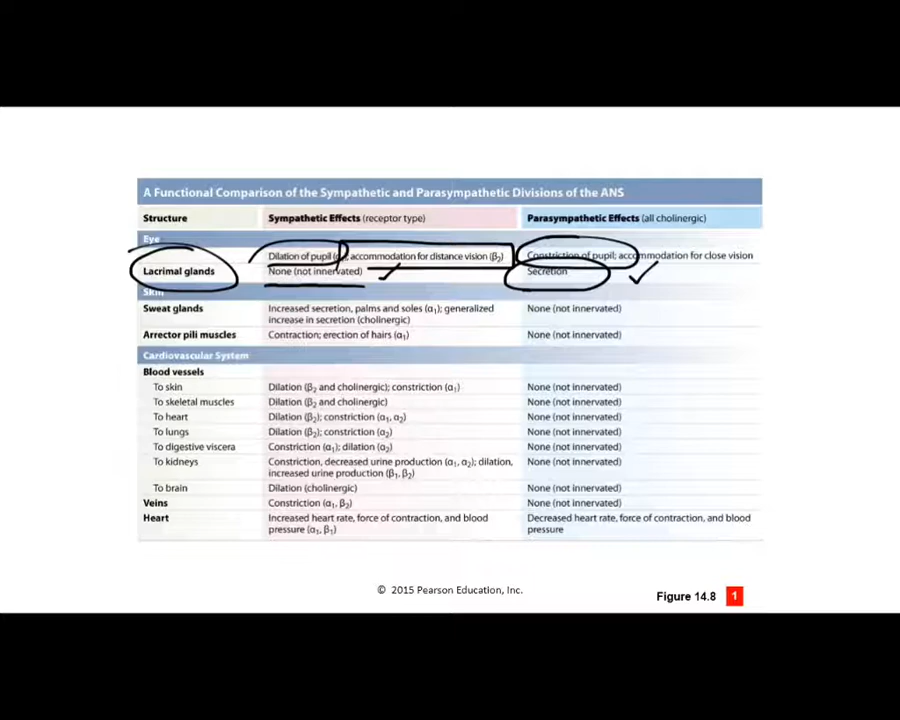 A Functional Comparison of the Sympathetic and Parasympathetic Divisions of the ANS
Structure Sympathetic Effects (receptor type) Parasympathetic Effects (all cholinergic)
Eye
Dilation of pupil ; accommodation for distance vision (β₂) Constriction of pupil; accommodation for close vision
Lacrimal glands None (not innervated) Secretion
Skin
Sweat glands Increased secretion, palms and soles (α₁); generalized increase in secretion (cholinergic) None (not innervated)
Arrector pili muscles Contraction; erection of hairs (α₁) None (not innervated)
Cardiovascular System
Blood vessels
To skin Dilation (β₂ and cholinergic); constriction (α₁) None (not innervated)
To skeletal muscles Dilation (β₂ and cholinergic) None (not innervated)
To heart Dilation (β₂); constriction (α₁, α₂) None (not innervated)
To lungs Dilation (β₂); constriction (α₂) None (not innervated)
To digestive viscera Constriction (α₁); dilation (α₂) None (not innervated)
To kidneys Constriction, decreased urine production (α₁, α₂); dilation, increased urine production (β₁, β₂) None (not innervated)
To brain Dilation (cholinergic) None (not innervated)
Veins Constriction (α₁, β₂) None (not innervated)
Heart Increased heart rate, force of contraction, and blood pressure (α₁, β₁) Decreased heart rate, force of contraction, and blood pressure
© 2015 Pearson Education, Inc.
Figure 14.8 1